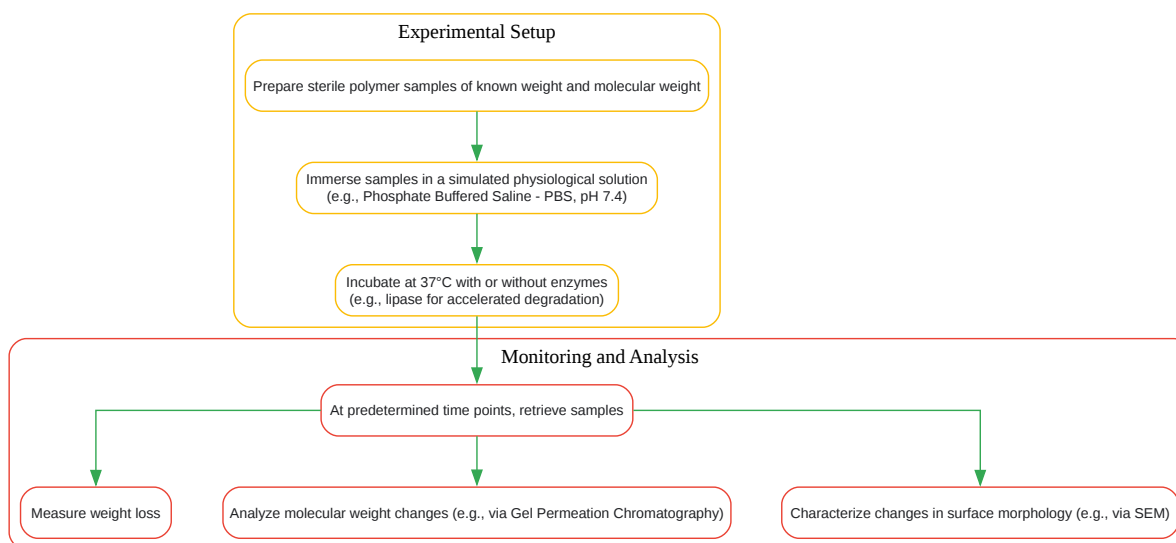 Experimental Setup
Prepare sterile polymer samples of known weight and molecular weight
Immerse samples in a simulated physiological solution
(e.g., Phosphate Buffered Saline - PBS, pH 7.4)
Incubate at 37°C with or without enzymes
(e.g., lipase for accelerated degradation)
Monitoring and Analysis
At predetermined time points, retrieve samples
Measure weight loss
Analyze molecular weight changes (e.g., via Gel Permeation Chromatography)
Characterize changes in surface morphology (e.g., via SEM)